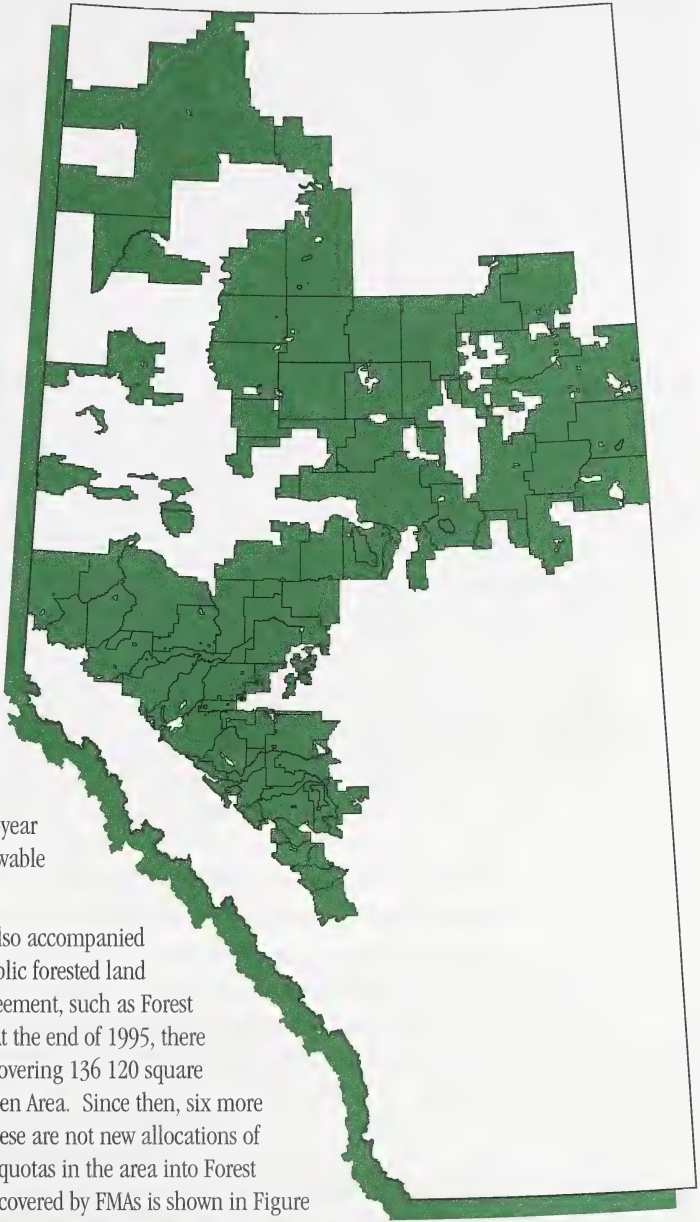 year
wable
lso accompanied
blic forested land
eement, such as Forest
t the end of 1995, there
overing 136 120 square
en Area. Since then, six more
ese are not new allocations of
quotas in the area into Forest
covered by FMAs is shown in Figure